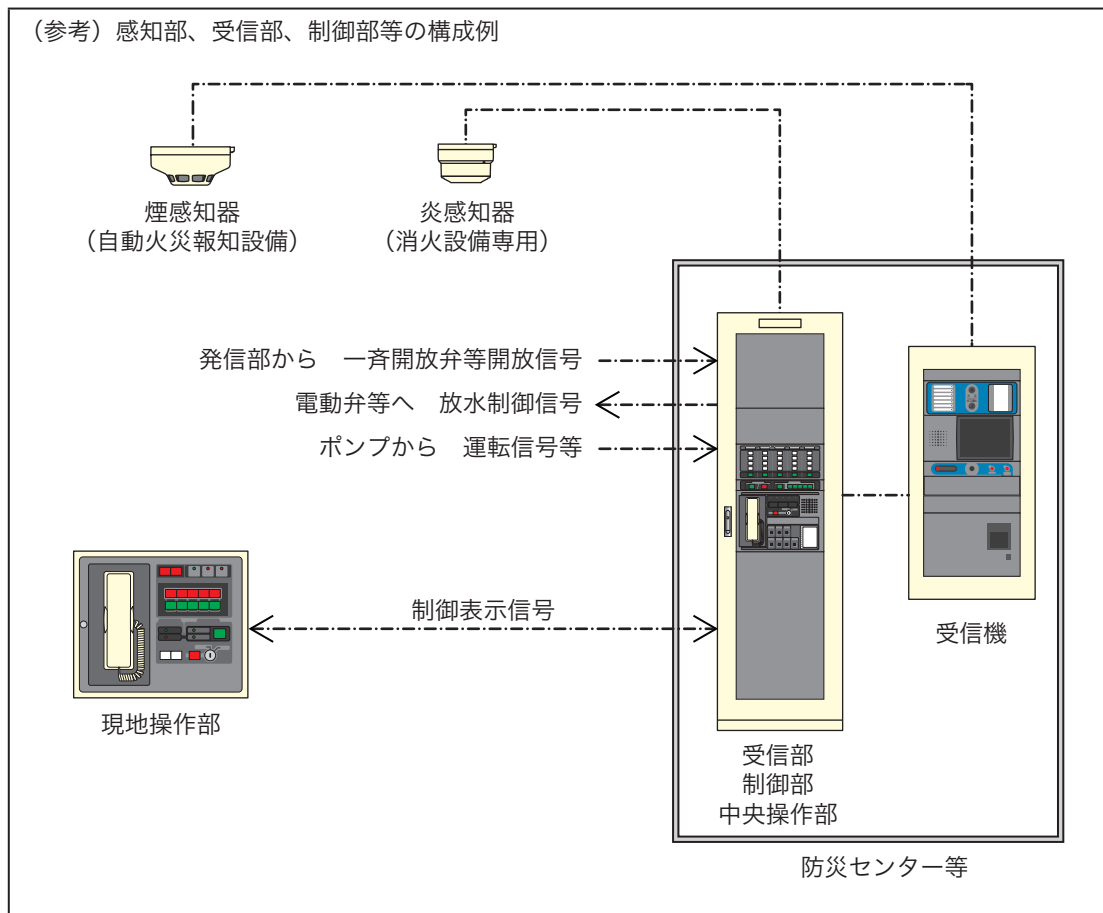 （参考）感知部、受信部、制御部等の構成例
煙感知器
（自動火災報知設備）
炎感知器
（消火設備専用）
発信部から　一斉開放弁等開放信号
電動弁等へ　放水制御信号
ポンプから　運転信号等
制御表示信号
現地操作部
受信機
受信部
制御部
中央操作部
防災センター等